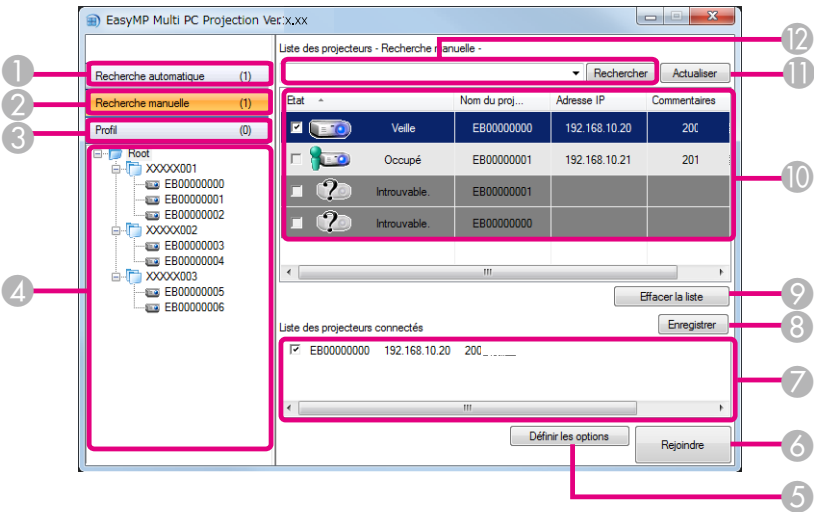 EasyMP Multi PC Projection Ver.x.xx
Liste des projecteurs - Recherche manuelle -
12
1
Recherche automatique (1)
Rechercher
Actualiser
11
2
Recherche manuelle (1)
3
Profil (0)
Etat
Nom du proj...
Adresse IP
Commentaires
Veille EB00000000 192.168.10.20 200
Occupé EB00000001 192.168.10.21 201
Introuvable. EB00000001
Introuvable. EB00000000
10
4
Root
XXXXX001
EB00000000
EB00000001
EB00000002
XXXXX002
EB00000003
EB00000004
XXXXX003
EB00000005
EB00000006
Effacer la liste
9
Liste des projecteurs connectés
Enregistrer
8
EB00000000 192.168.10.20 200
7
Définir les options
Rejoindre
6
5